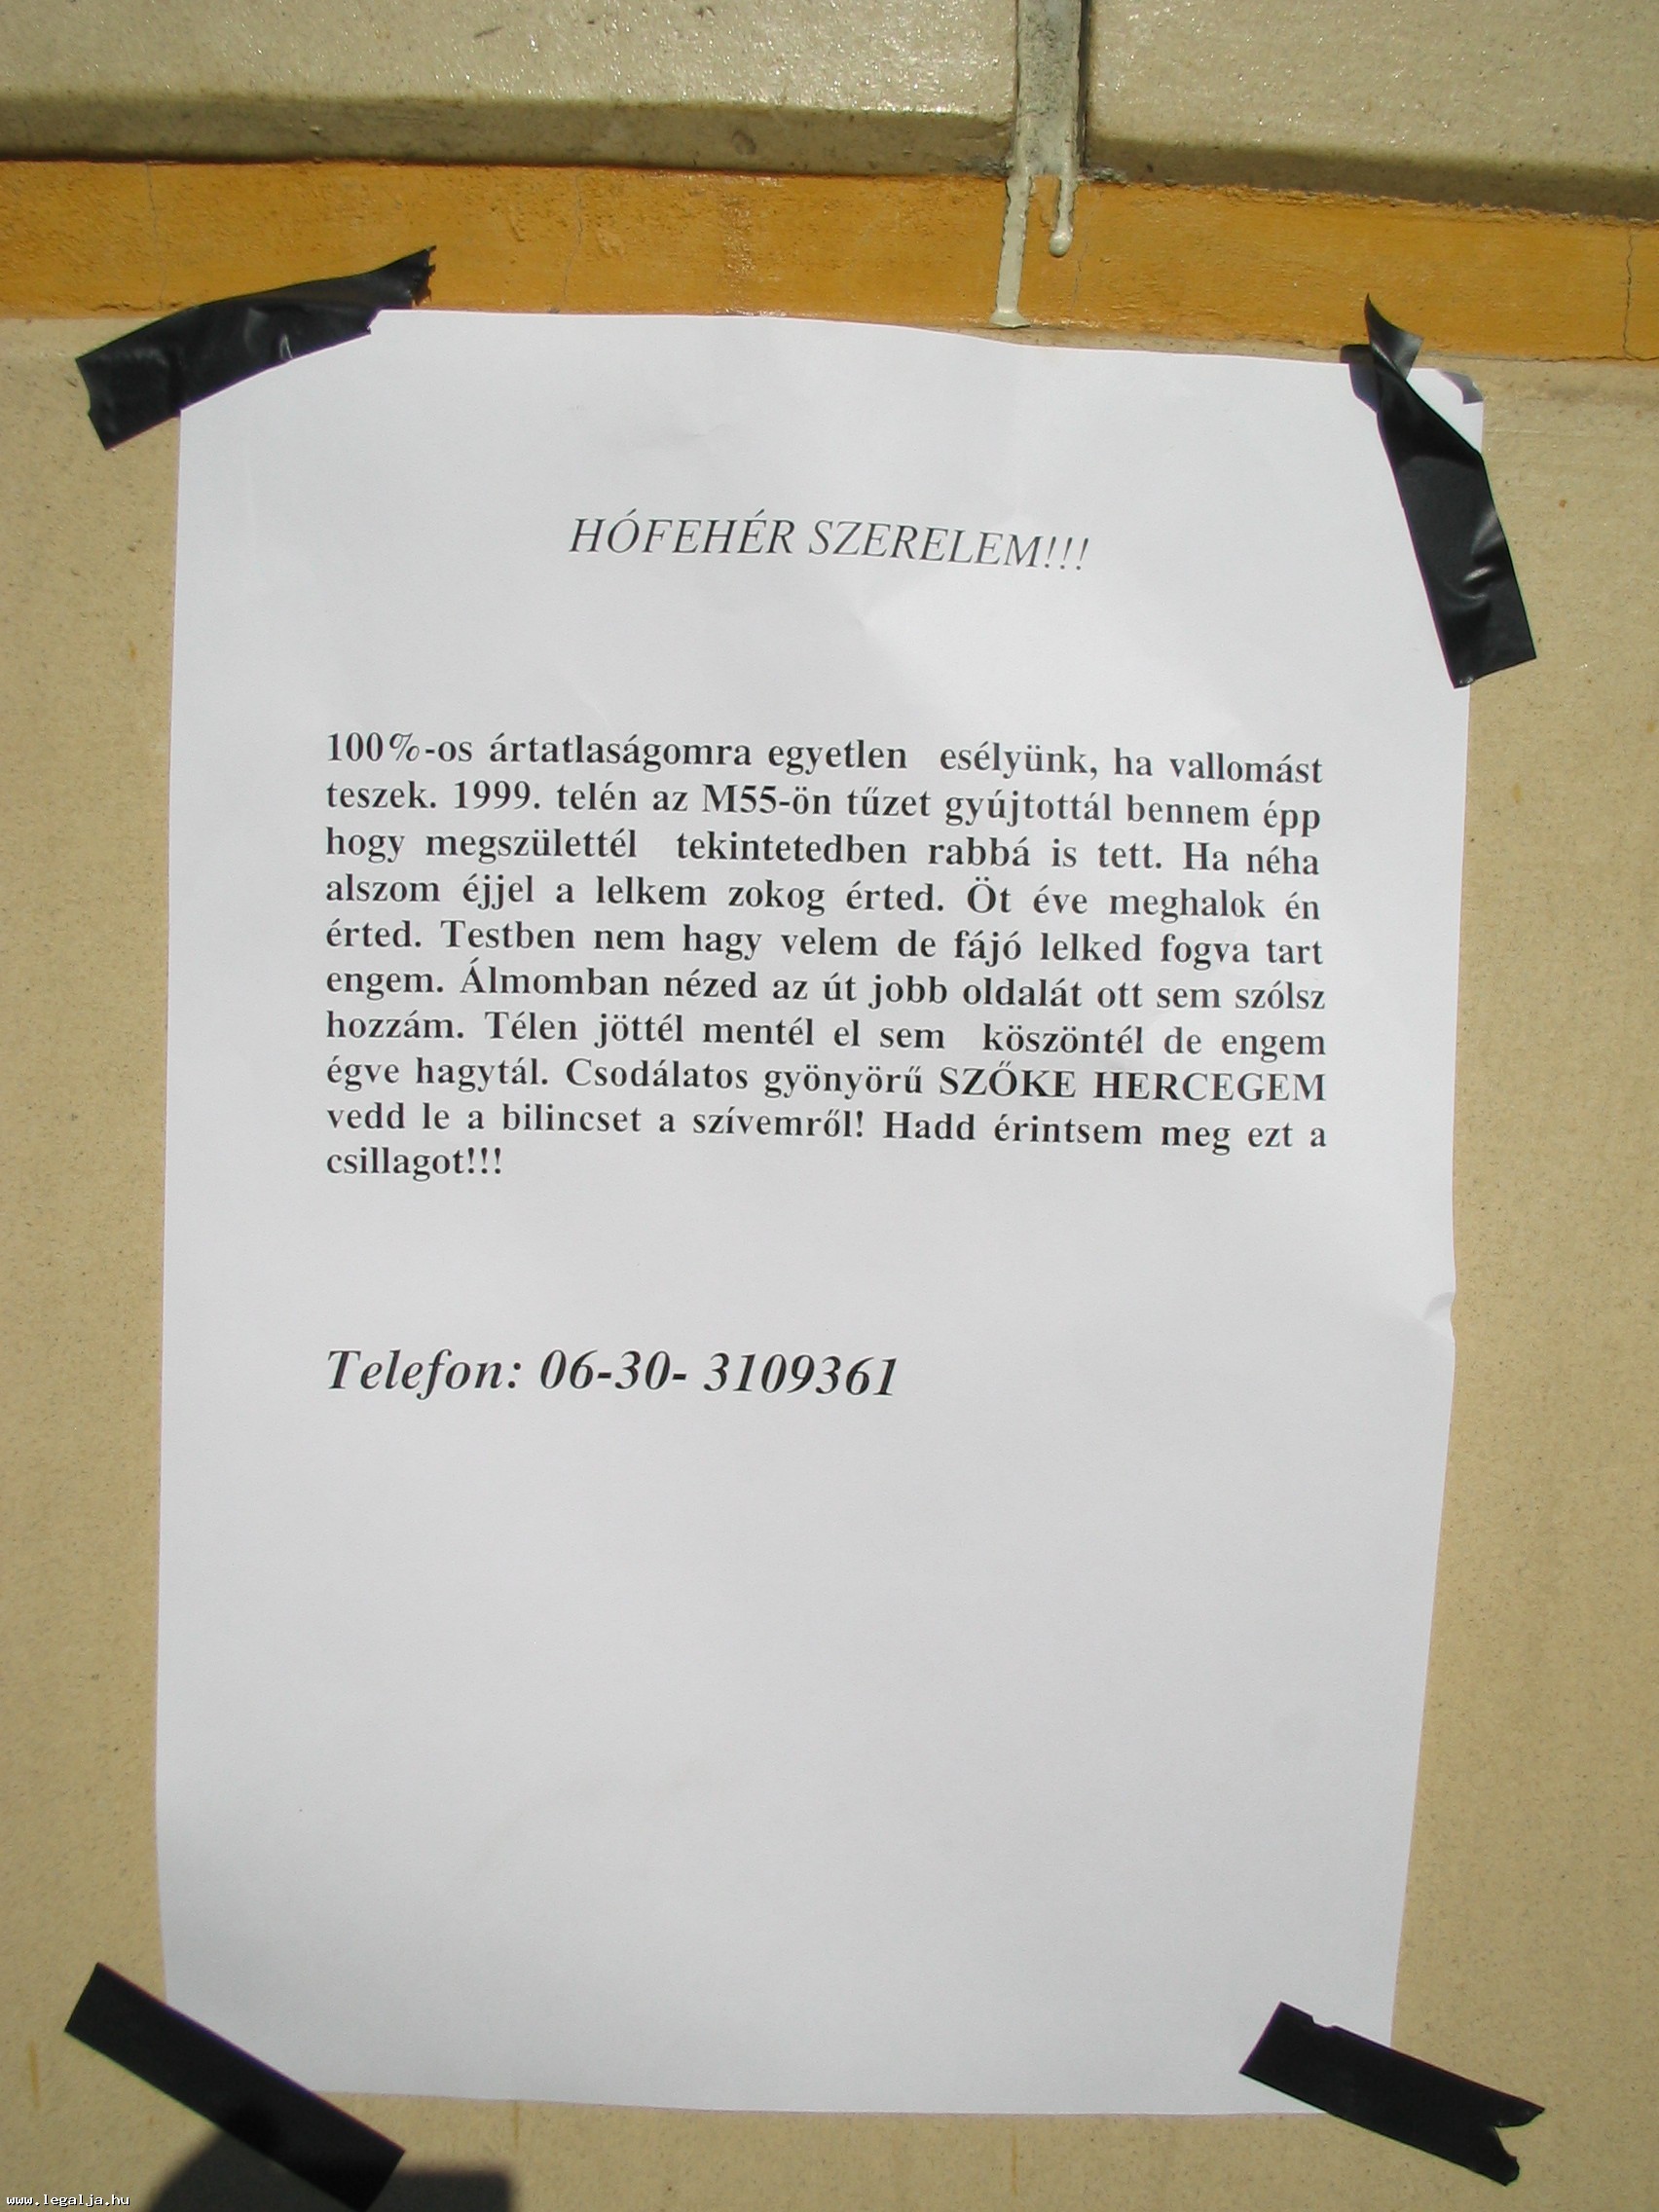 HÓFEHÉR SZERELEM!!!
100%-os ártatlaságomra egyetlen esélyünk, ha vallomást
teszek. 1999. telén az M55-ön tűzet gyújtottál bennem épp
hogy megszülettél tekintetedben rabbá is tett. Ha néha
alszom éjjel a lelkem zokog érted. Öt éve meghalok én
érted. Testben nem hagy velem de fájó lelked fogva tart
engem. Álmomban nézed az út jobb oldalát ott sem szólsz
hozzám. Télen jöttél mentél el sem köszöntél de engem
égve hagytál. Csodálatos gyönyörű SZŐKE HERCEGEM
vedd le a bilincset a szívemről! Hadd érintsem meg ezt a
csillagot!!!
Telefon: 06-30- 3109361
www.legalja.hu